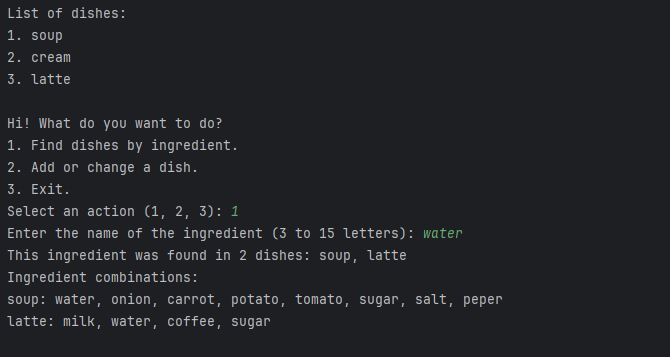 List of dishes:
1. soup
2. cream
3. latte
Hi! What do you want to do?
1. Find dishes by ingredient.
2. Add or change a dish.
3. Exit.
Select an action (1, 2, 3): 1
Enter the name of the ingredient (3 to 15 letters): water
This ingredient was found in 2 dishes: soup, latte
Ingredient combinations:
soup: water, onion, carrot, potato, tomato, sugar, salt, peper
latte: milk, water, coffee, sugar